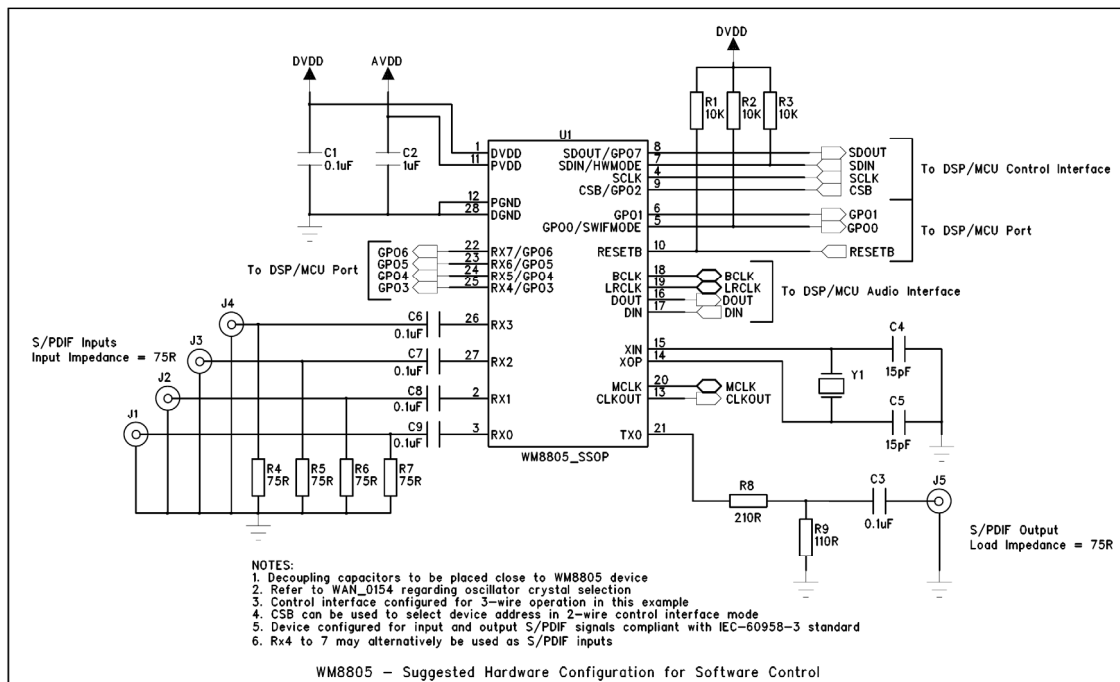 DVDD
AVDD
DVDD
R1 10K
R2 10K
R3 10K
C1 0.1uF
C2 1uF
U1
1 DVDD
11 PVDD
12 PGND
28 DGND
SDOUT/GPO7 8 SDOUT
SDIN/HWMODE 7 SDIN
SCLK 4 SCLK
CSB/GPO2 9 CSB
To DSP/MCU Control Interface
GPO1 6 GPO1
GPO0/SWIFMODE 5 GPO0
To DSP/MCU Port
RESETB 10 RESETB
To DSP/MCU Port
GPO6 22 RX7/GPO6
GPO5 23 RX6/GPO5
GPO4 24 RX5/GPO4
GPO3 25 RX4/GPO3
BCLK 18 BCLK
LRCLK 19 LRCLK
DOUT 16 DOUT
DIN 17 DIN
To DSP/MCU Audio Interface
S/PDIF Inputs
Input Impedance = 75R
J4
C6 0.1uF
26 RX3
J3
C7 0.1uF
27 RX2
J2
C8 0.1uF
2 RX1
J1
C9 0.1uF
3 RX0
XIN 15
XOP 14
Y1
C4 15pF
C5 15pF
MCLK 20 MCLK
CLKOUT 13 CLKOUT
TX0 21
WM8805_SSOP
R4 75R
R5 75R
R6 75R
R7 75R
R8 210R
R9 110R
C3 0.1uF
J5
S/PDIF Output
Load Impedance = 75R
NOTES:
1. Decoupling capacitors to be placed close to WM8805 device
2. Refer to WAN_0154 regarding oscillator crystal selection
3. Control interface configured for 3-wire operation in this example
4. CSB can be used to select device address in 2-wire control interface mode
5. Device configured for input and output S/PDIF signals compliant with IEC-60958-3 standard
6. Rx4 to 7 may alternatively be used as S/PDIF inputs
WM8805 - Suggested Hardware Configuration for Software Control